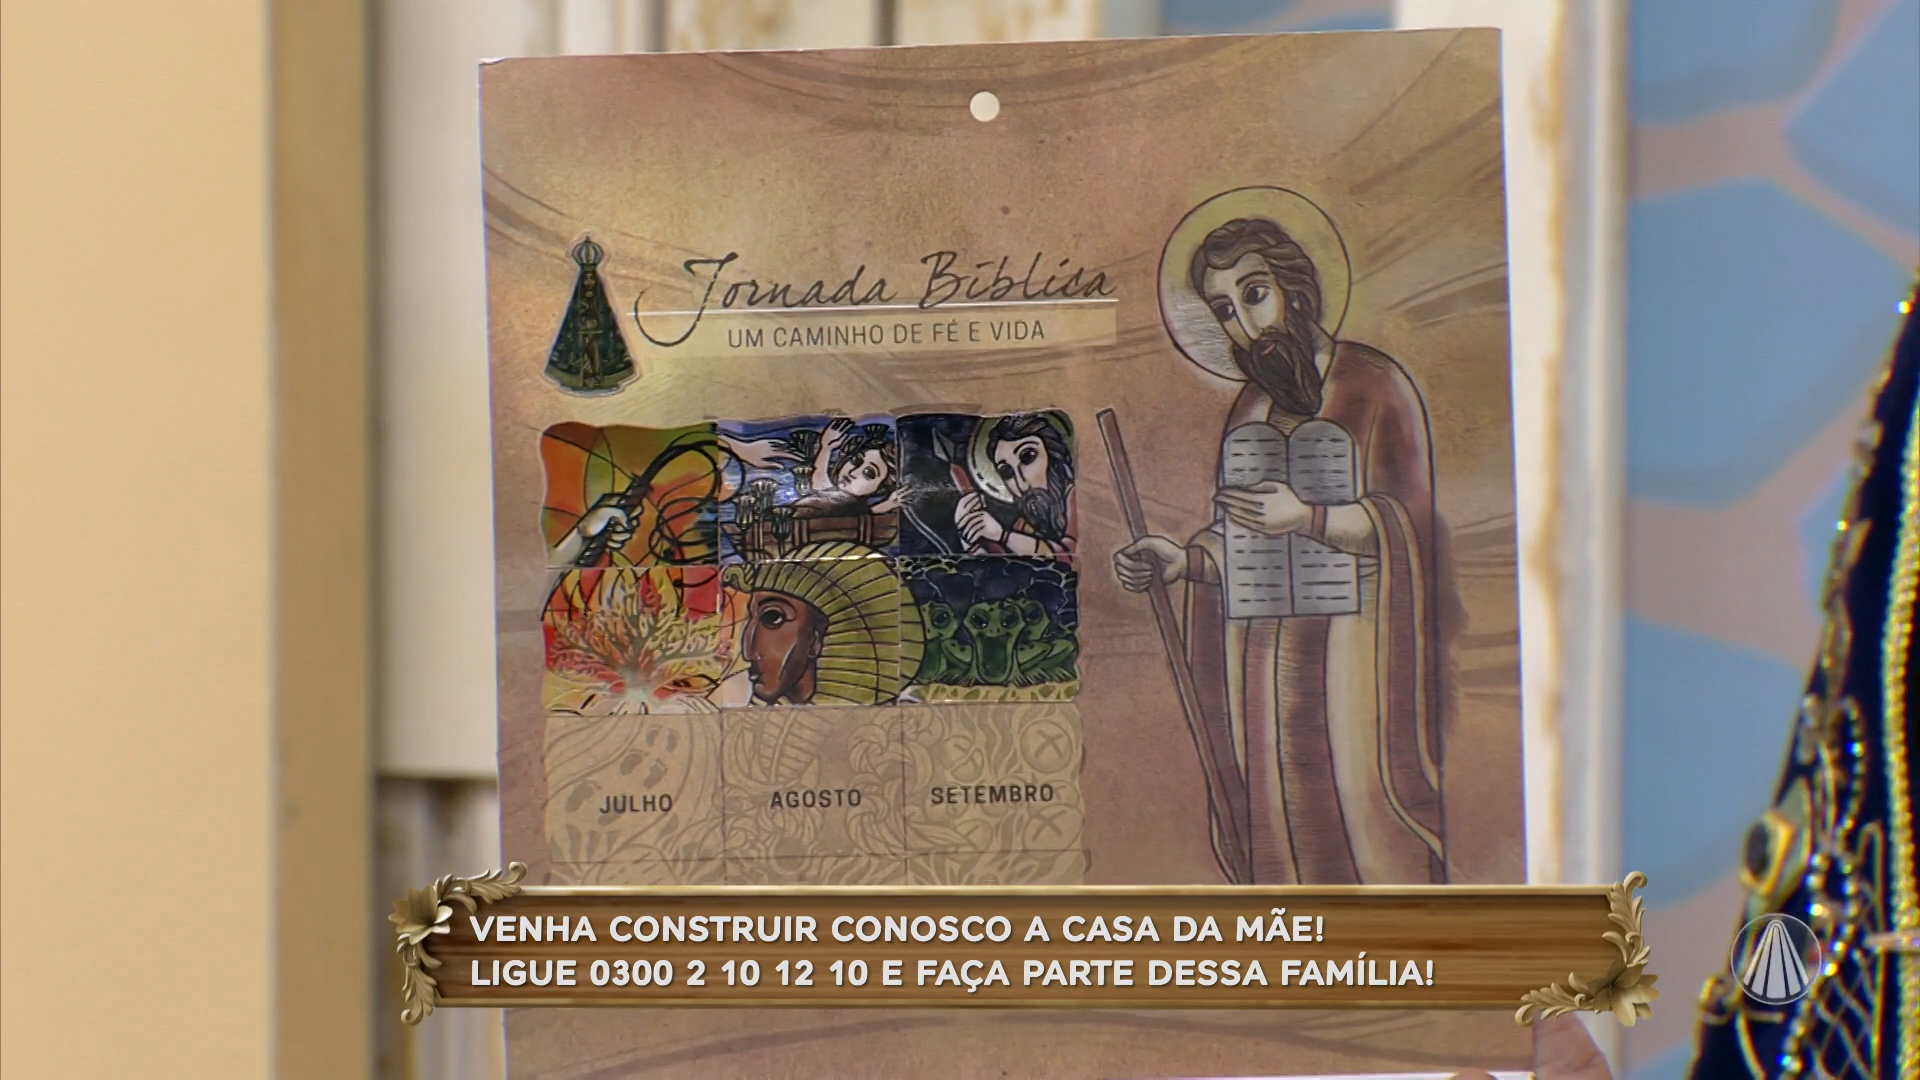 Jornada Bíblica
UM CAMINHO DE FÉ E VIDA
JULHO
AGOSTO
SETEMBRO
VENHA CONSTRUIR CONOSCO A CASA DA MÃE!
LIGUE 0300 2 10 12 10 E FAÇA PARTE DESSA FAMÍLIA!